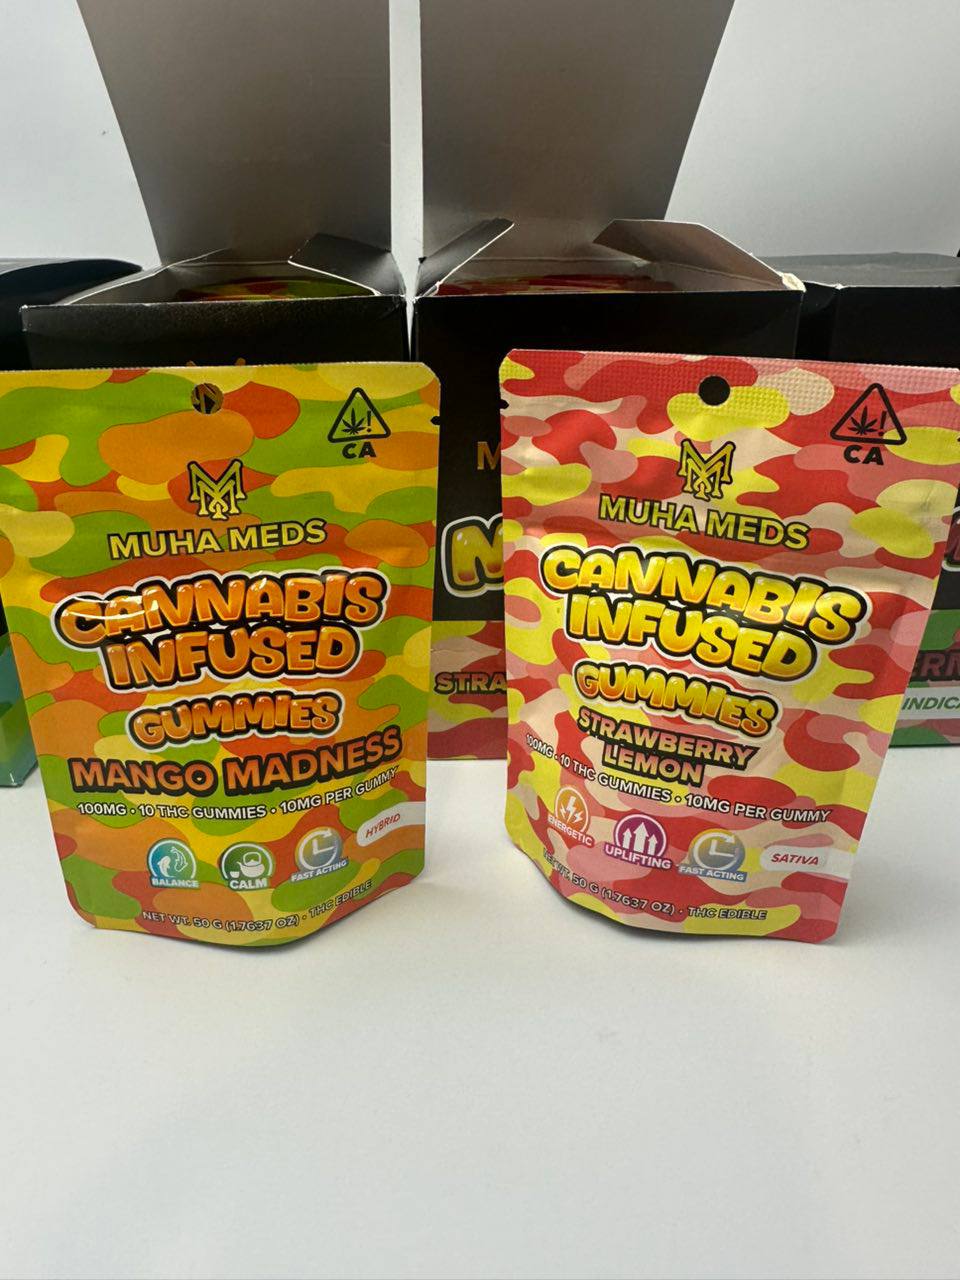 CA
MUHA MEDS
CANNABIS
INFUSED
GUMMIES
MANGO MADNESS
100MG • 10 THC GUMMIES • 10MG PER GUMMY
HYBRID
BALANCE
CALM
FAST ACTING
NET WT. 50 G (1.7637 OZ) • THC EDIBLE
CA
MUHA MEDS
CANNABIS
INFUSED
GUMMIES
STRAWBERRY
LEMON
100MG • 10 THC GUMMIES • 10MG PER GUMMY
ENERGETIC
UPLIFTING
FAST ACTING
SATIVA
NET WT. 50 G (1.7637 OZ) • THC EDIBLE